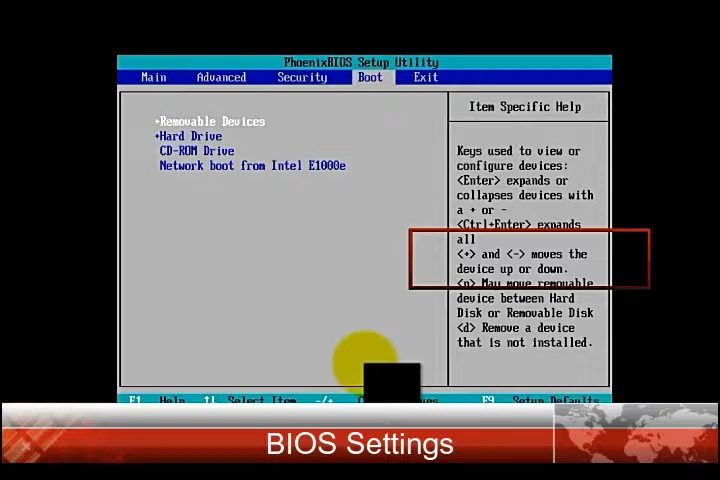 PhoenixBIOS Setup Utility
Main Advanced Security Boot Exit
+Removable Devices
+Hard Drive
CD-ROM Drive
Network boot from Intel E1000e
Item Specific Help
Keys used to view or
configure devices:
<Enter> expands or
collapses devices with
a + or -
<Ctrl+Enter> expands
all
<+> and <-> moves the
device up or down.
<n> May move removable
device between Hard
Disk or Removable Disk
<d> Remove a device
that is not installed.
F1 Help ↑↓ Select Item -/+ F9 Setup Defaults
BIOS Settings